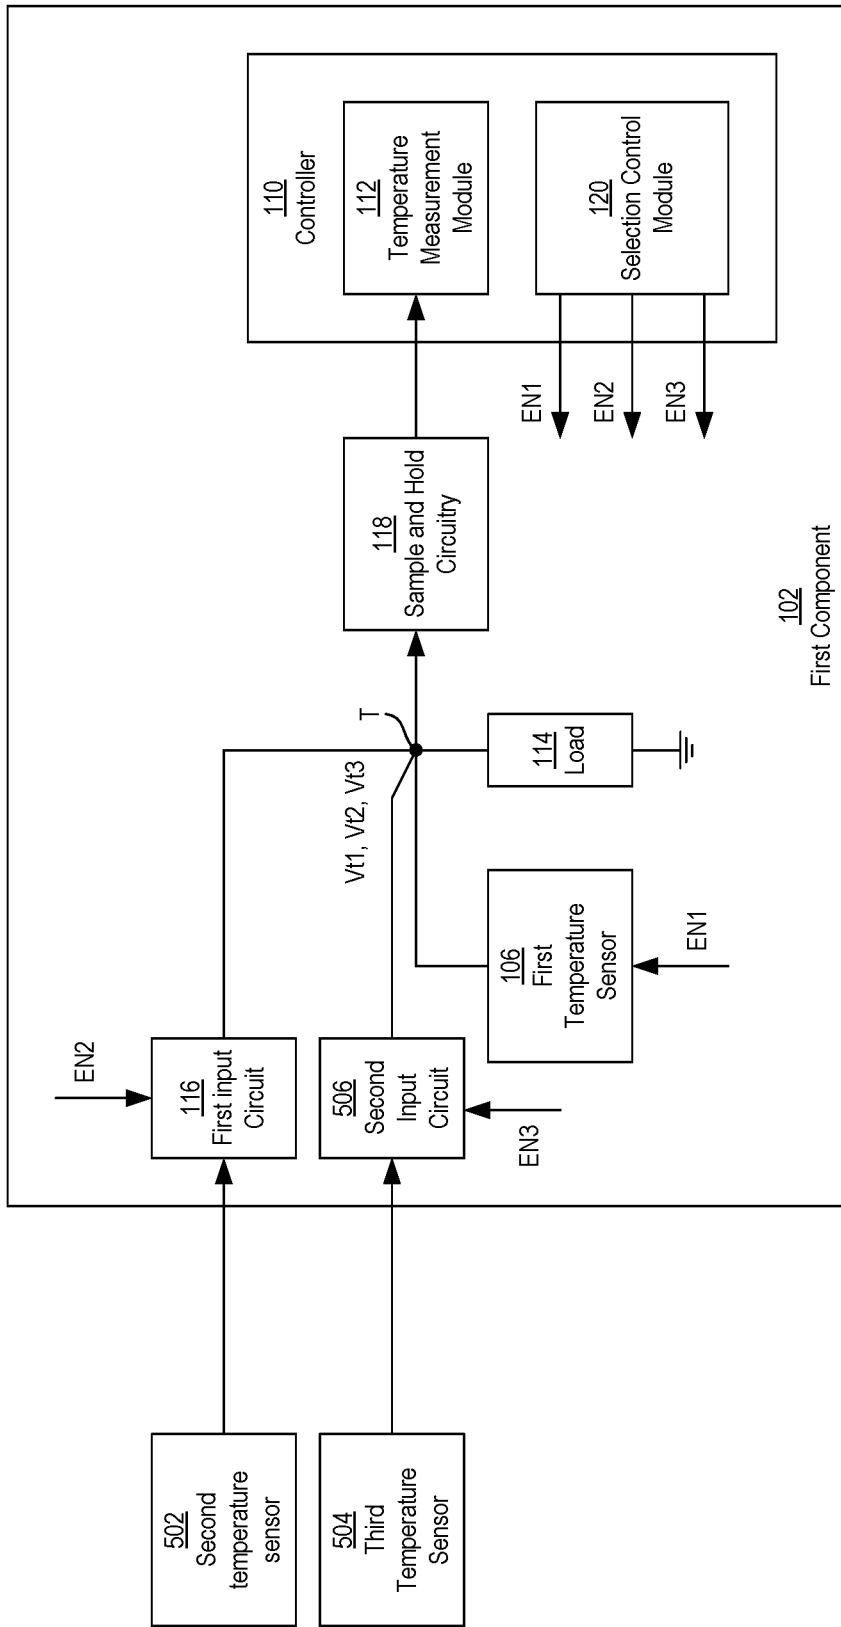 502
Second
temperature
sensor
504
Third
Temperature
Sensor
EN2
116
First input
Circuit
506
Second
Input
Circuit
EN3
106
First
Temperature
Sensor
EN1
Vt1, Vt2, Vt3
T
114
Load
118
Sample and Hold
Circuitry
110
Controller
112
Temperature
Measurement
Module
120
Selection Control
Module
EN1
EN2
EN3
102
First Component